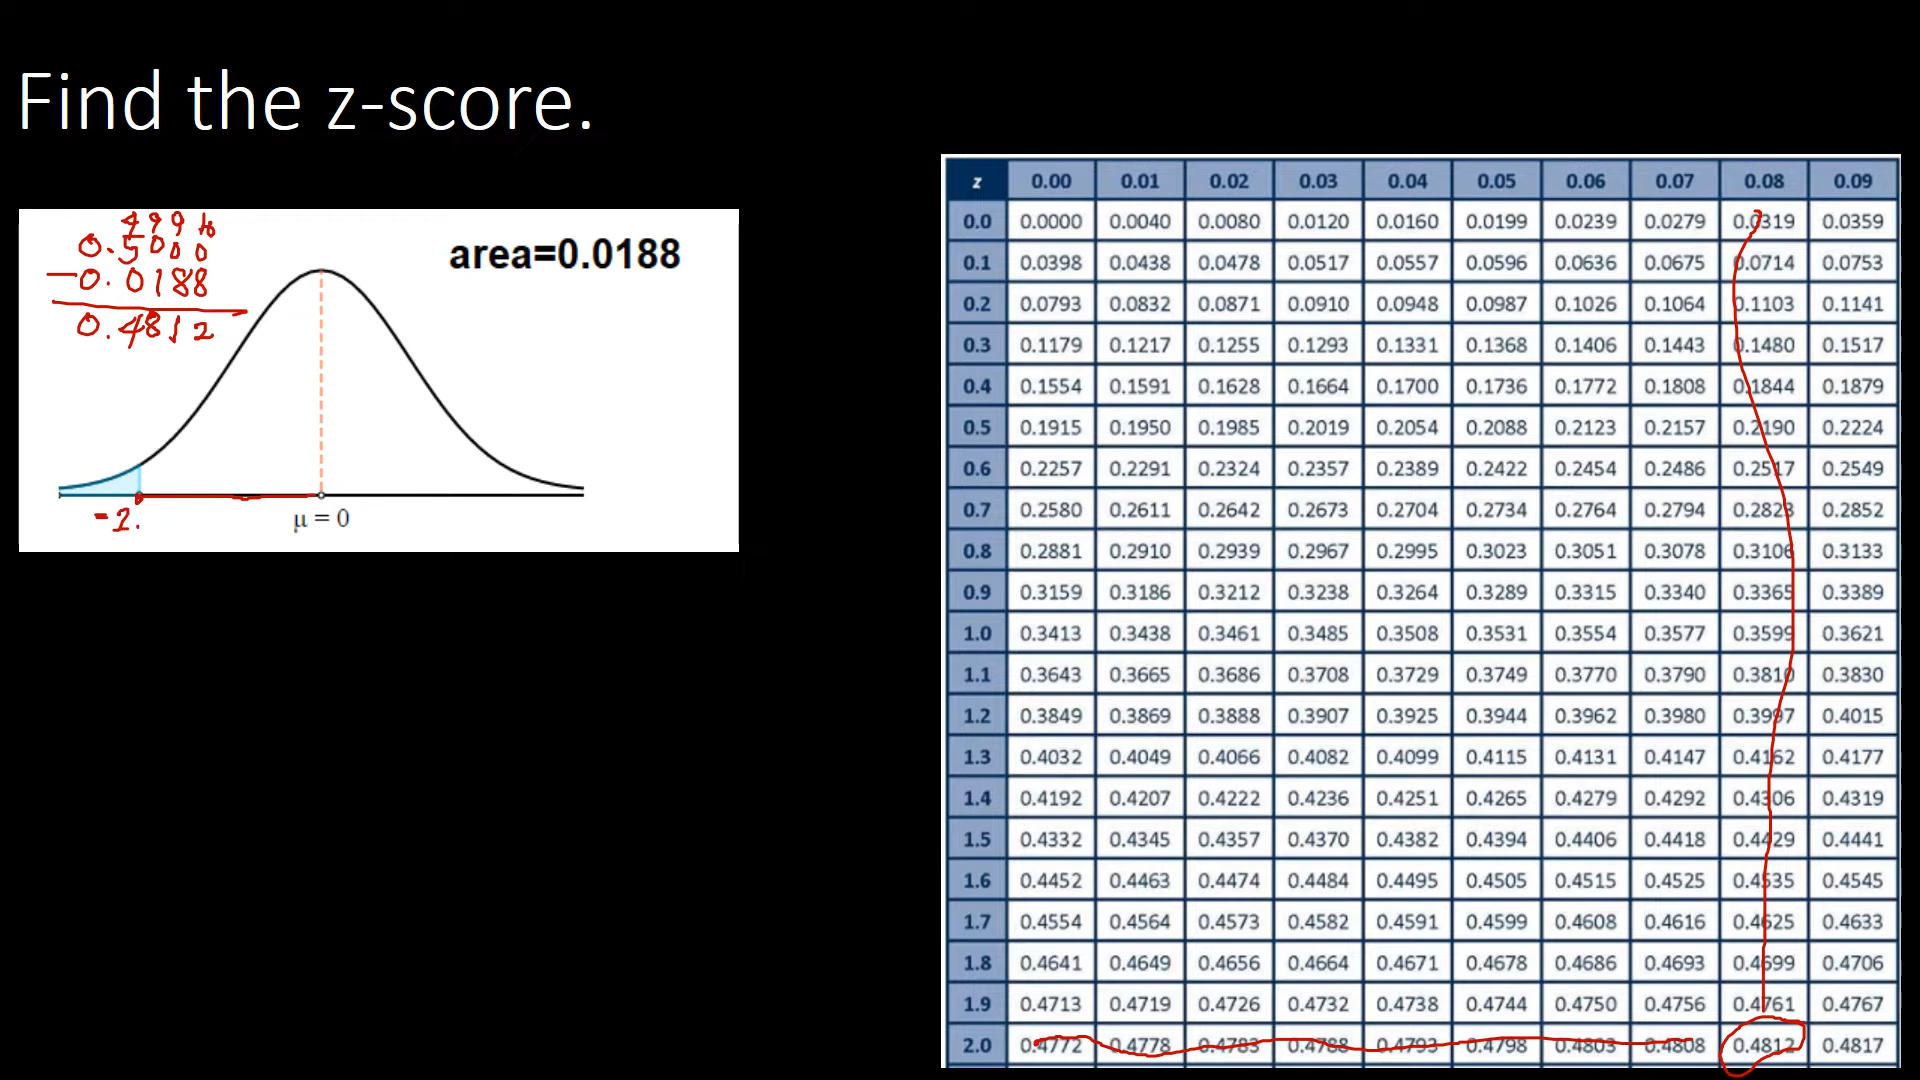 Find the z-score.
4 9 9 10
0.5000
area=0.0188
-0.0188
0.4812
-2.
μ = 0
z 0.00 0.01 0.02 0.03 0.04 0.05 0.06 0.07 0.08 0.09
0.0 0.0000 0.0040 0.0080 0.0120 0.0160 0.0199 0.0239 0.0279 0.0319 0.0359
0.1 0.0398 0.0438 0.0478 0.0517 0.0557 0.0596 0.0636 0.0675 0.0714 0.0753
0.2 0.0793 0.0832 0.0871 0.0910 0.0948 0.0987 0.1026 0.1064 0.1103 0.1141
0.3 0.1179 0.1217 0.1255 0.1293 0.1331 0.1368 0.1406 0.1443 0.1480 0.1517
0.4 0.1554 0.1591 0.1628 0.1664 0.1700 0.1736 0.1772 0.1808 0.1844 0.1879
0.5 0.1915 0.1950 0.1985 0.2019 0.2054 0.2088 0.2123 0.2157 0.2190 0.2224
0.6 0.2257 0.2291 0.2324 0.2357 0.2389 0.2422 0.2454 0.2486 0.2517 0.2549
0.7 0.2580 0.2611 0.2642 0.2673 0.2704 0.2734 0.2764 0.2794 0.2823 0.2852
0.8 0.2881 0.2910 0.2939 0.2967 0.2995 0.3023 0.3051 0.3078 0.3106 0.3133
0.9 0.3159 0.3186 0.3212 0.3238 0.3264 0.3289 0.3315 0.3340 0.3365 0.3389
1.0 0.3413 0.3438 0.3461 0.3485 0.3508 0.3531 0.3554 0.3577 0.3599 0.3621
1.1 0.3643 0.3665 0.3686 0.3708 0.3729 0.3749 0.3770 0.3790 0.3810 0.3830
1.2 0.3849 0.3869 0.3888 0.3907 0.3925 0.3944 0.3962 0.3980 0.3997 0.4015
1.3 0.4032 0.4049 0.4066 0.4082 0.4099 0.4115 0.4131 0.4147 0.4162 0.4177
1.4 0.4192 0.4207 0.4222 0.4236 0.4251 0.4265 0.4279 0.4292 0.4306 0.4319
1.5 0.4332 0.4345 0.4357 0.4370 0.4382 0.4394 0.4406 0.4418 0.4429 0.4441
1.6 0.4452 0.4463 0.4474 0.4484 0.4495 0.4505 0.4515 0.4525 0.4535 0.4545
1.7 0.4554 0.4564 0.4573 0.4582 0.4591 0.4599 0.4608 0.4616 0.4625 0.4633
1.8 0.4641 0.4649 0.4656 0.4664 0.4671 0.4678 0.4686 0.4693 0.4699 0.4706
1.9 0.4713 0.4719 0.4726 0.4732 0.4738 0.4744 0.4750 0.4756 0.4761 0.4767
2.0 0.4772 0.4778 0.4783 0.4788 0.4793 0.4798 0.4803 0.4808 0.4812 0.4817